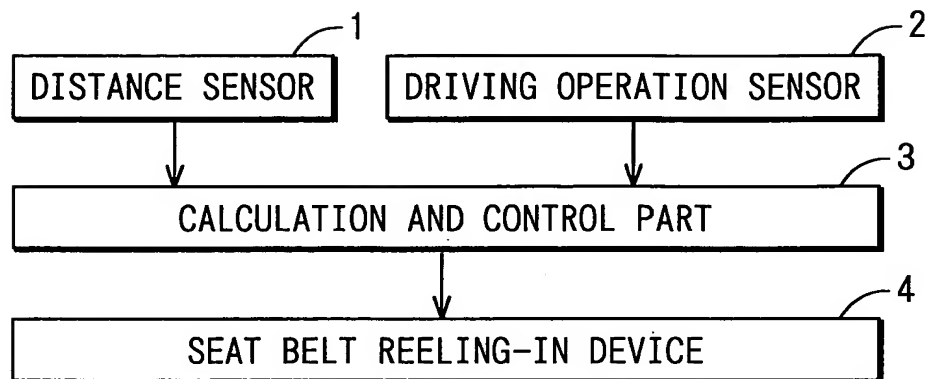 1
2
DISTANCE SENSOR
DRIVING OPERATION SENSOR
3
CALCULATION AND CONTROL PART
4
SEAT BELT REELING-IN DEVICE